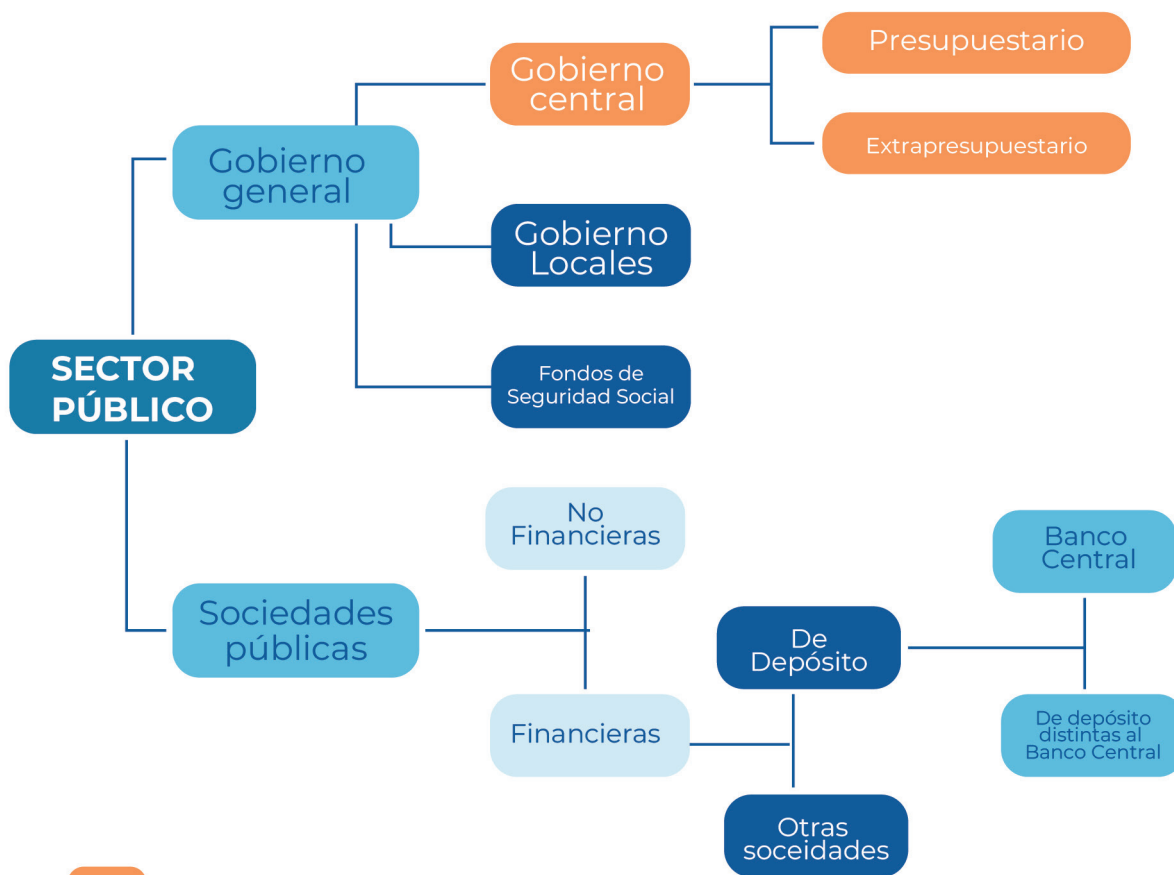 Presupuestario
Gobierno
central
Extrapresupuestario
Gobierno
general
Gobierno
Locales
SECTOR
PÚBLICO
Fondos de
Seguridad Social
No
Financieras
Banco
Central
Sociedades
públicas
De
Depósito
Financieras
De depósito
distintas al
Banco Central
Otras
soceidades